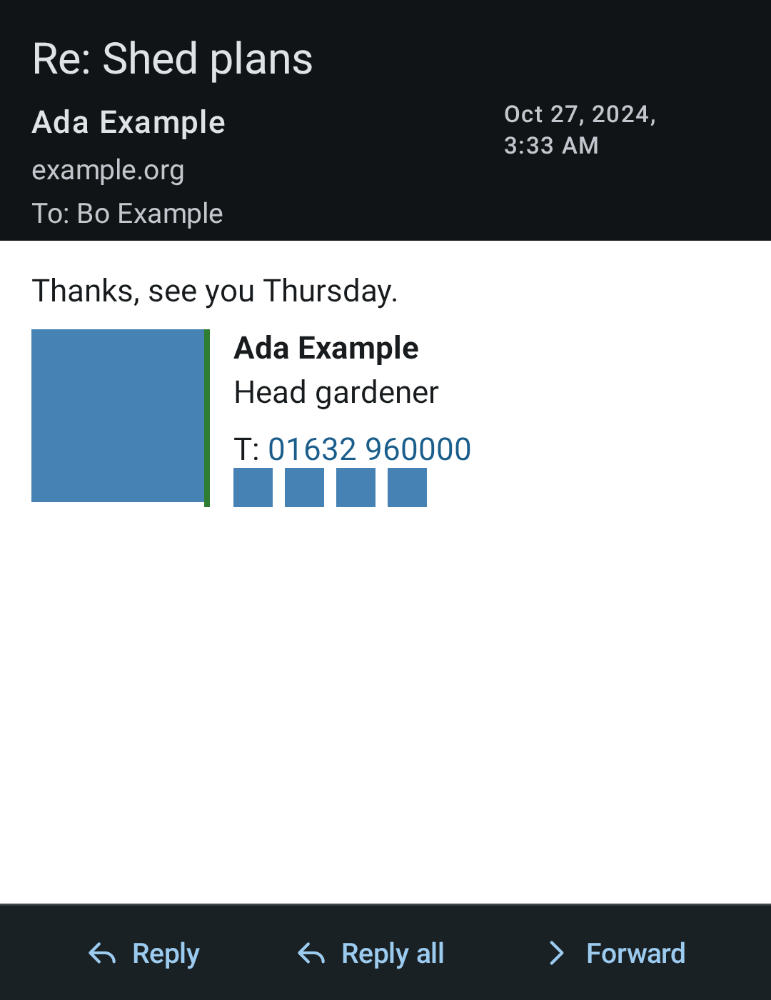 Re: Shed plans
Ada Example
Oct 27, 2024,
3:33 AM
example.org
To: Bo Example
Thanks, see you Thursday.
Ada Example
Head gardener
T: 01632 960000
Reply
Reply all
Forward